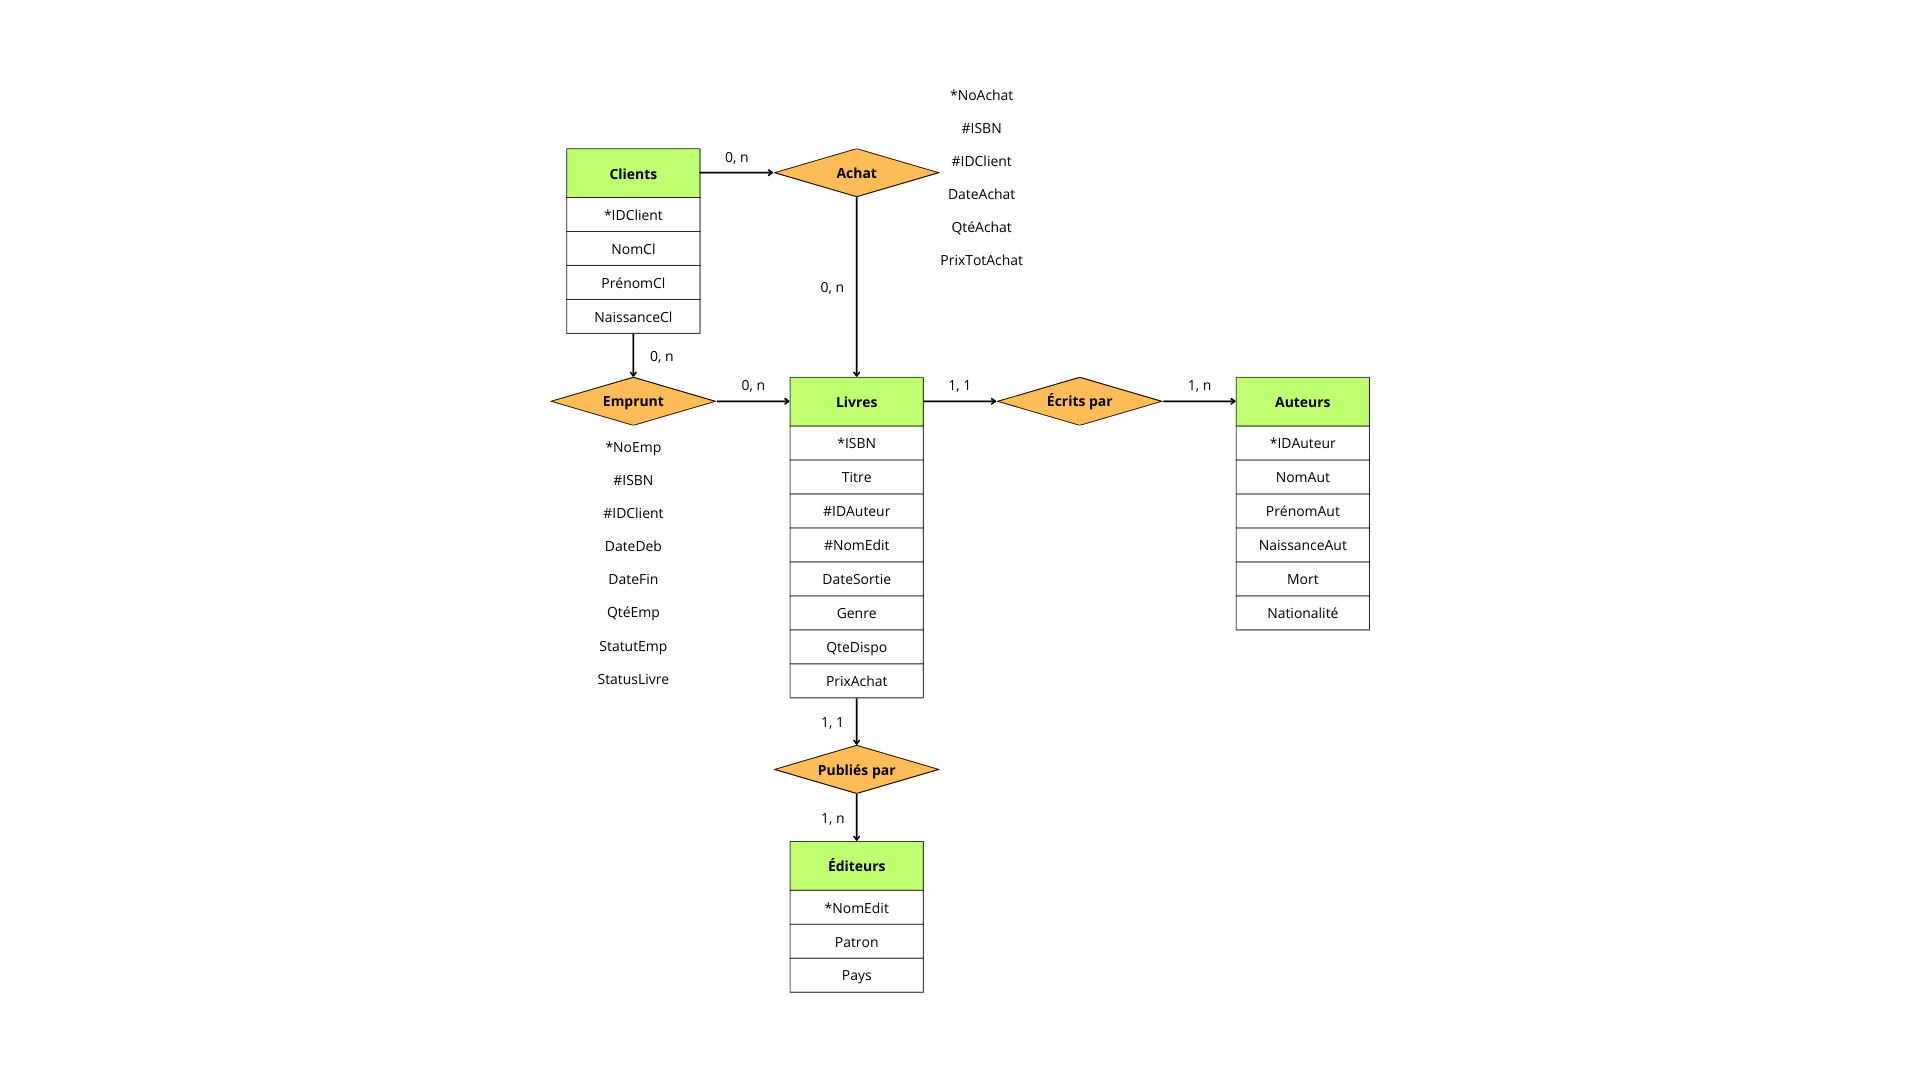 Clients
*IDClient
NomCl
PrénomCl
NaissanceCl
0, n
Achat
*NoAchat
#ISBN
#IDClient
DateAchat
QtéAchat
PrixTotAchat
0, n
0, n
Emprunt
*NoEmp
#ISBN
#IDClient
DateDeb
DateFin
QtéEmp
StatutEmp
StatusLivre
0, n
Livres
*ISBN
Titre
#IDAuteur
#NomEdit
DateSortie
Genre
QteDispo
PrixAchat
1, 1
Écrits par
1, n
Auteurs
*IDAuteur
NomAut
PrénomAut
NaissanceAut
Mort
Nationalité
1, 1
Publiés par
1, n
Éditeurs
*NomEdit
Patron
Pays